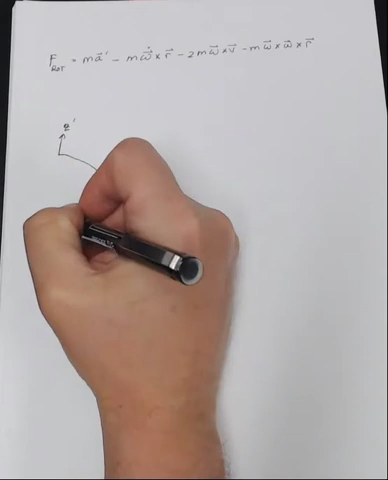 F_ROT = ma⃗' − mω⃗̇ × r⃗ − 2mω⃗ × v⃗ − mω⃗ × ω⃗ × r⃗
z⃗'